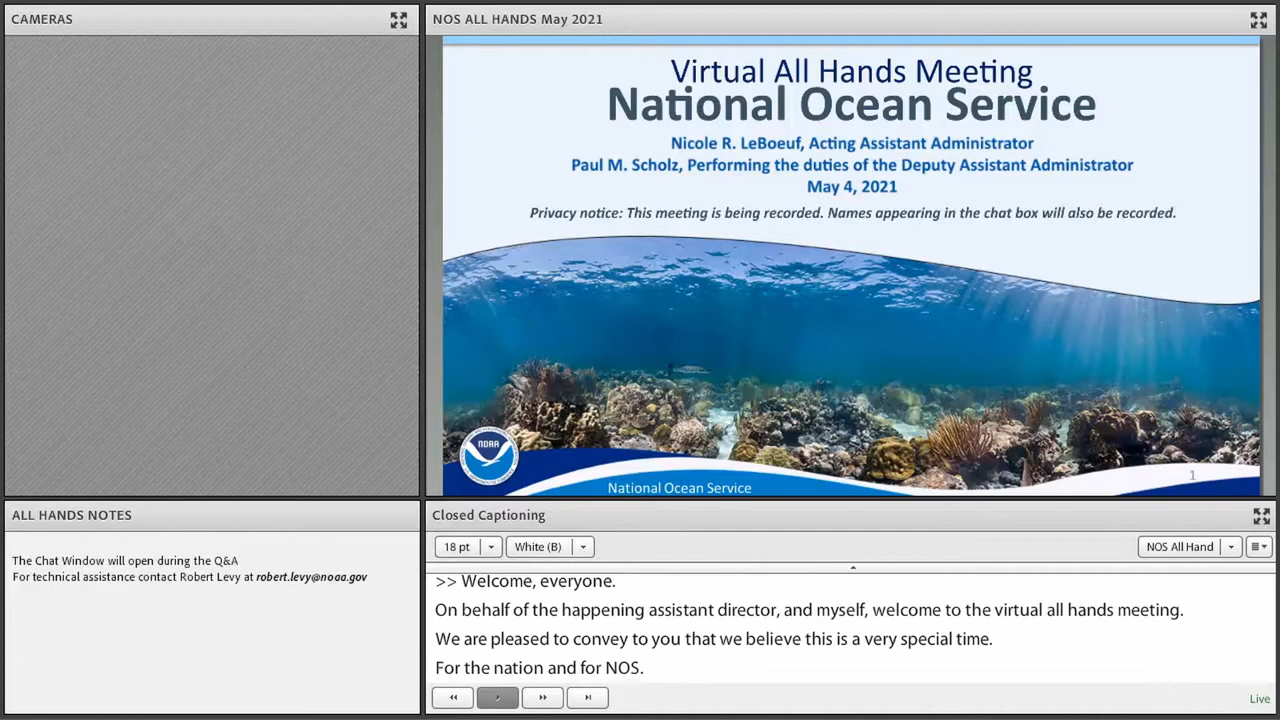 CAMERAS
NOS ALL HANDS May 2021
Virtual All Hands Meeting
National Ocean Service
Nicole R. LeBoeuf, Acting Assistant Administrator
Paul M. Scholz, Performing the duties of the Deputy Assistant Administrator
May 4, 2021
Privacy notice: This meeting is being recorded. Names appearing in the chat box will also be recorded.
NOAA
National Ocean Service
1
ALL HANDS NOTES
The Chat Window will open during the Q&A
For technical assistance contact Robert Levy at robert.levy@noaa.gov
Closed Captioning
18 pt
White (B)
NOS All Hand
>> Welcome, everyone.
On behalf of the happening assistant director, and myself, welcome to the virtual all hands meeting.
We are pleased to convey to you that we believe this is a very special time.
For the nation and for NOS.
Live